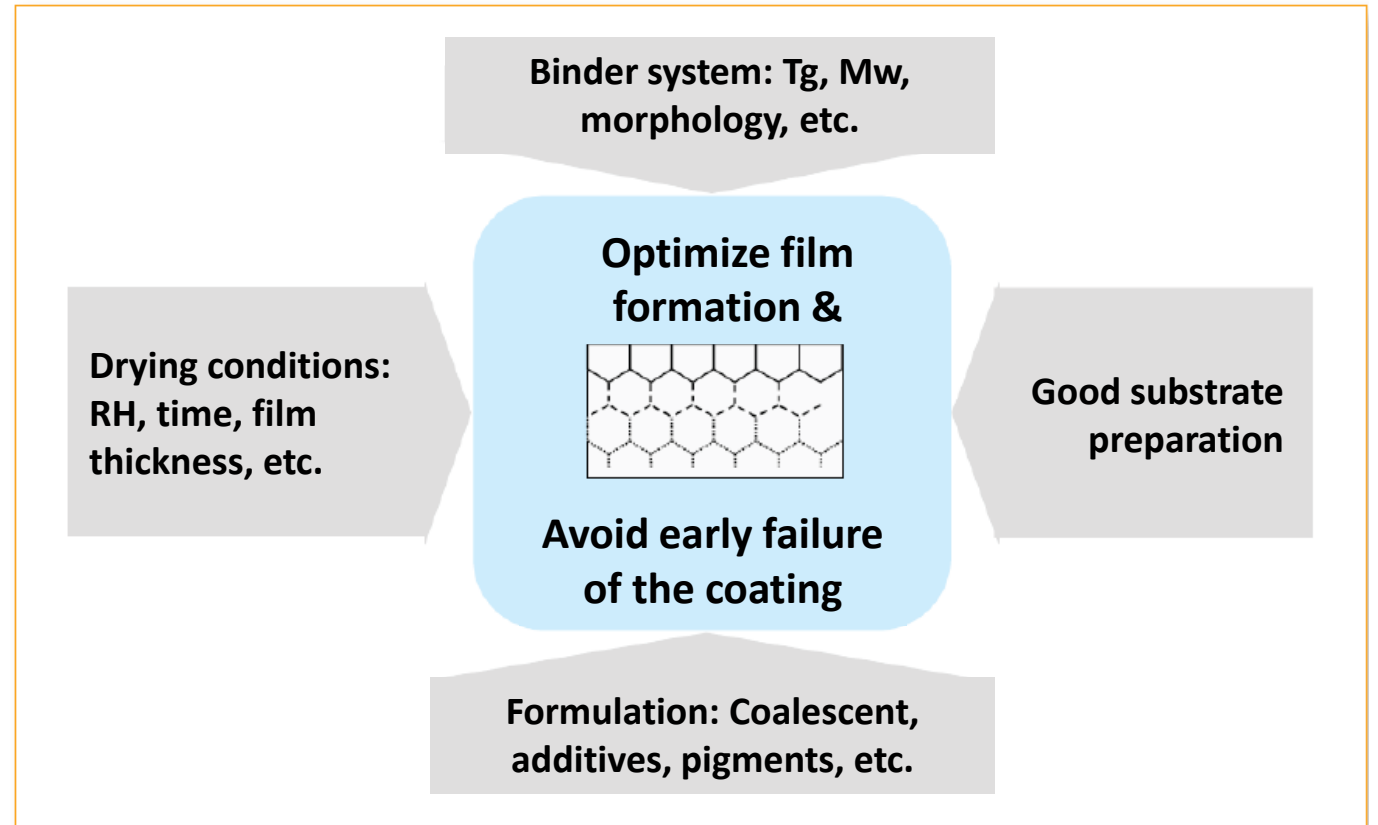 Binder system: Tg, Mw,
morphology, etc.
Optimize film
formation &
Drying conditions:
RH, time, film
thickness, etc.
Good substrate
preparation
Avoid early failure
of the coating
Formulation: Coalescent,
additives, pigments, etc.